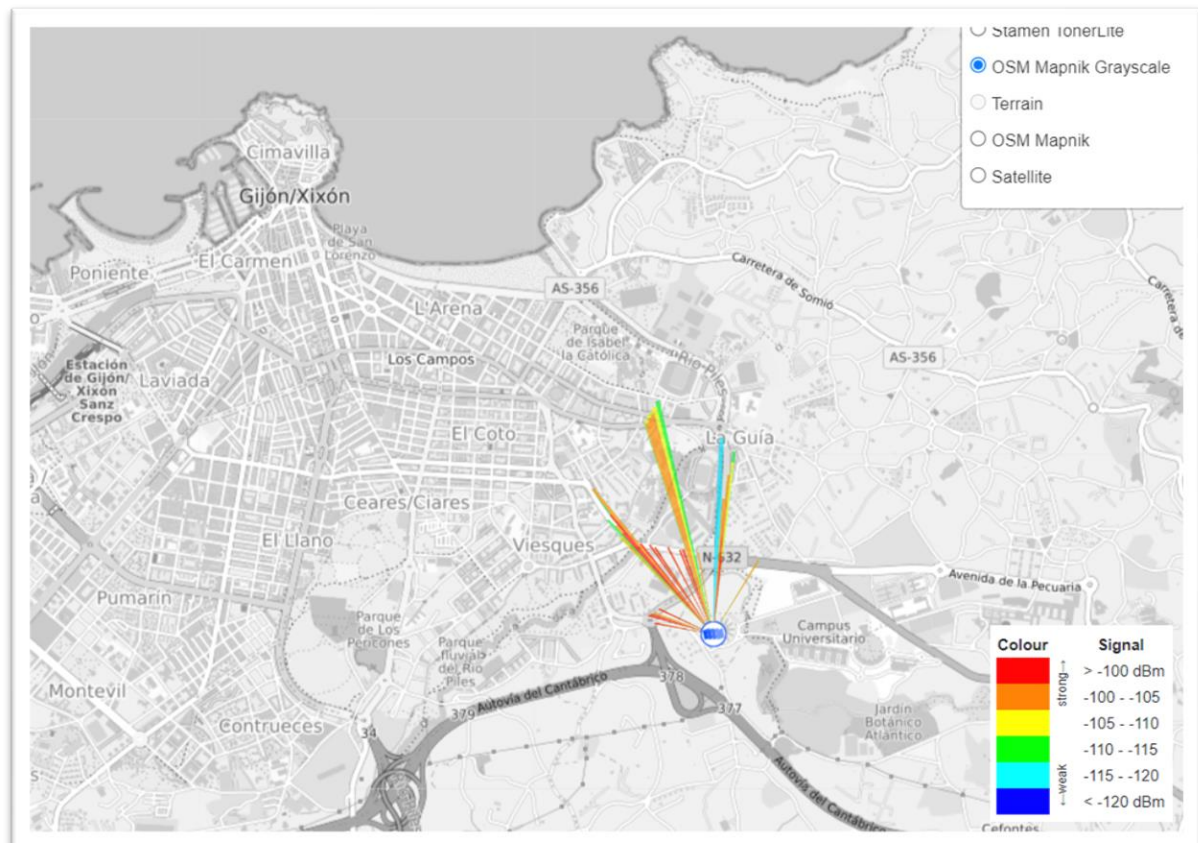 Stamen TonerLite
OSM Mapnik Grayscale
Terrain
OSM Mapnik
Satellite
Cimavilla
Gijón/Xixón
Playa
de San
Lorenzo
El Carmen
Poniente
L'Arena
AS-356
Carretera de Somió
Carretera de
Parque
de Isabel
la Católica
Río Piles
AS-356
Los Campos
Estación
de Gijón/
Xixón
Sanz
Crespo
Laviada
El Coto
La Guía
Ceares/Ciares
El Llano
Viesques
N-632
Avenida de la Pecuaria
Pumarín
Parque
de Los
Pericones
Parque
fluvial
del Río
Piles
Campus
Universitario
Montevil
Contrueces
34
379
Autovía del Cantábrico
378
377
Jardín
Botánico
Atlántico
Autovía del Cantábrico
Cefontes
Colour Signal
strong→
> -100 dBm
-100 - -105
-105 - -110
-110 - -115
←weak
-115 - -120
< -120 dBm